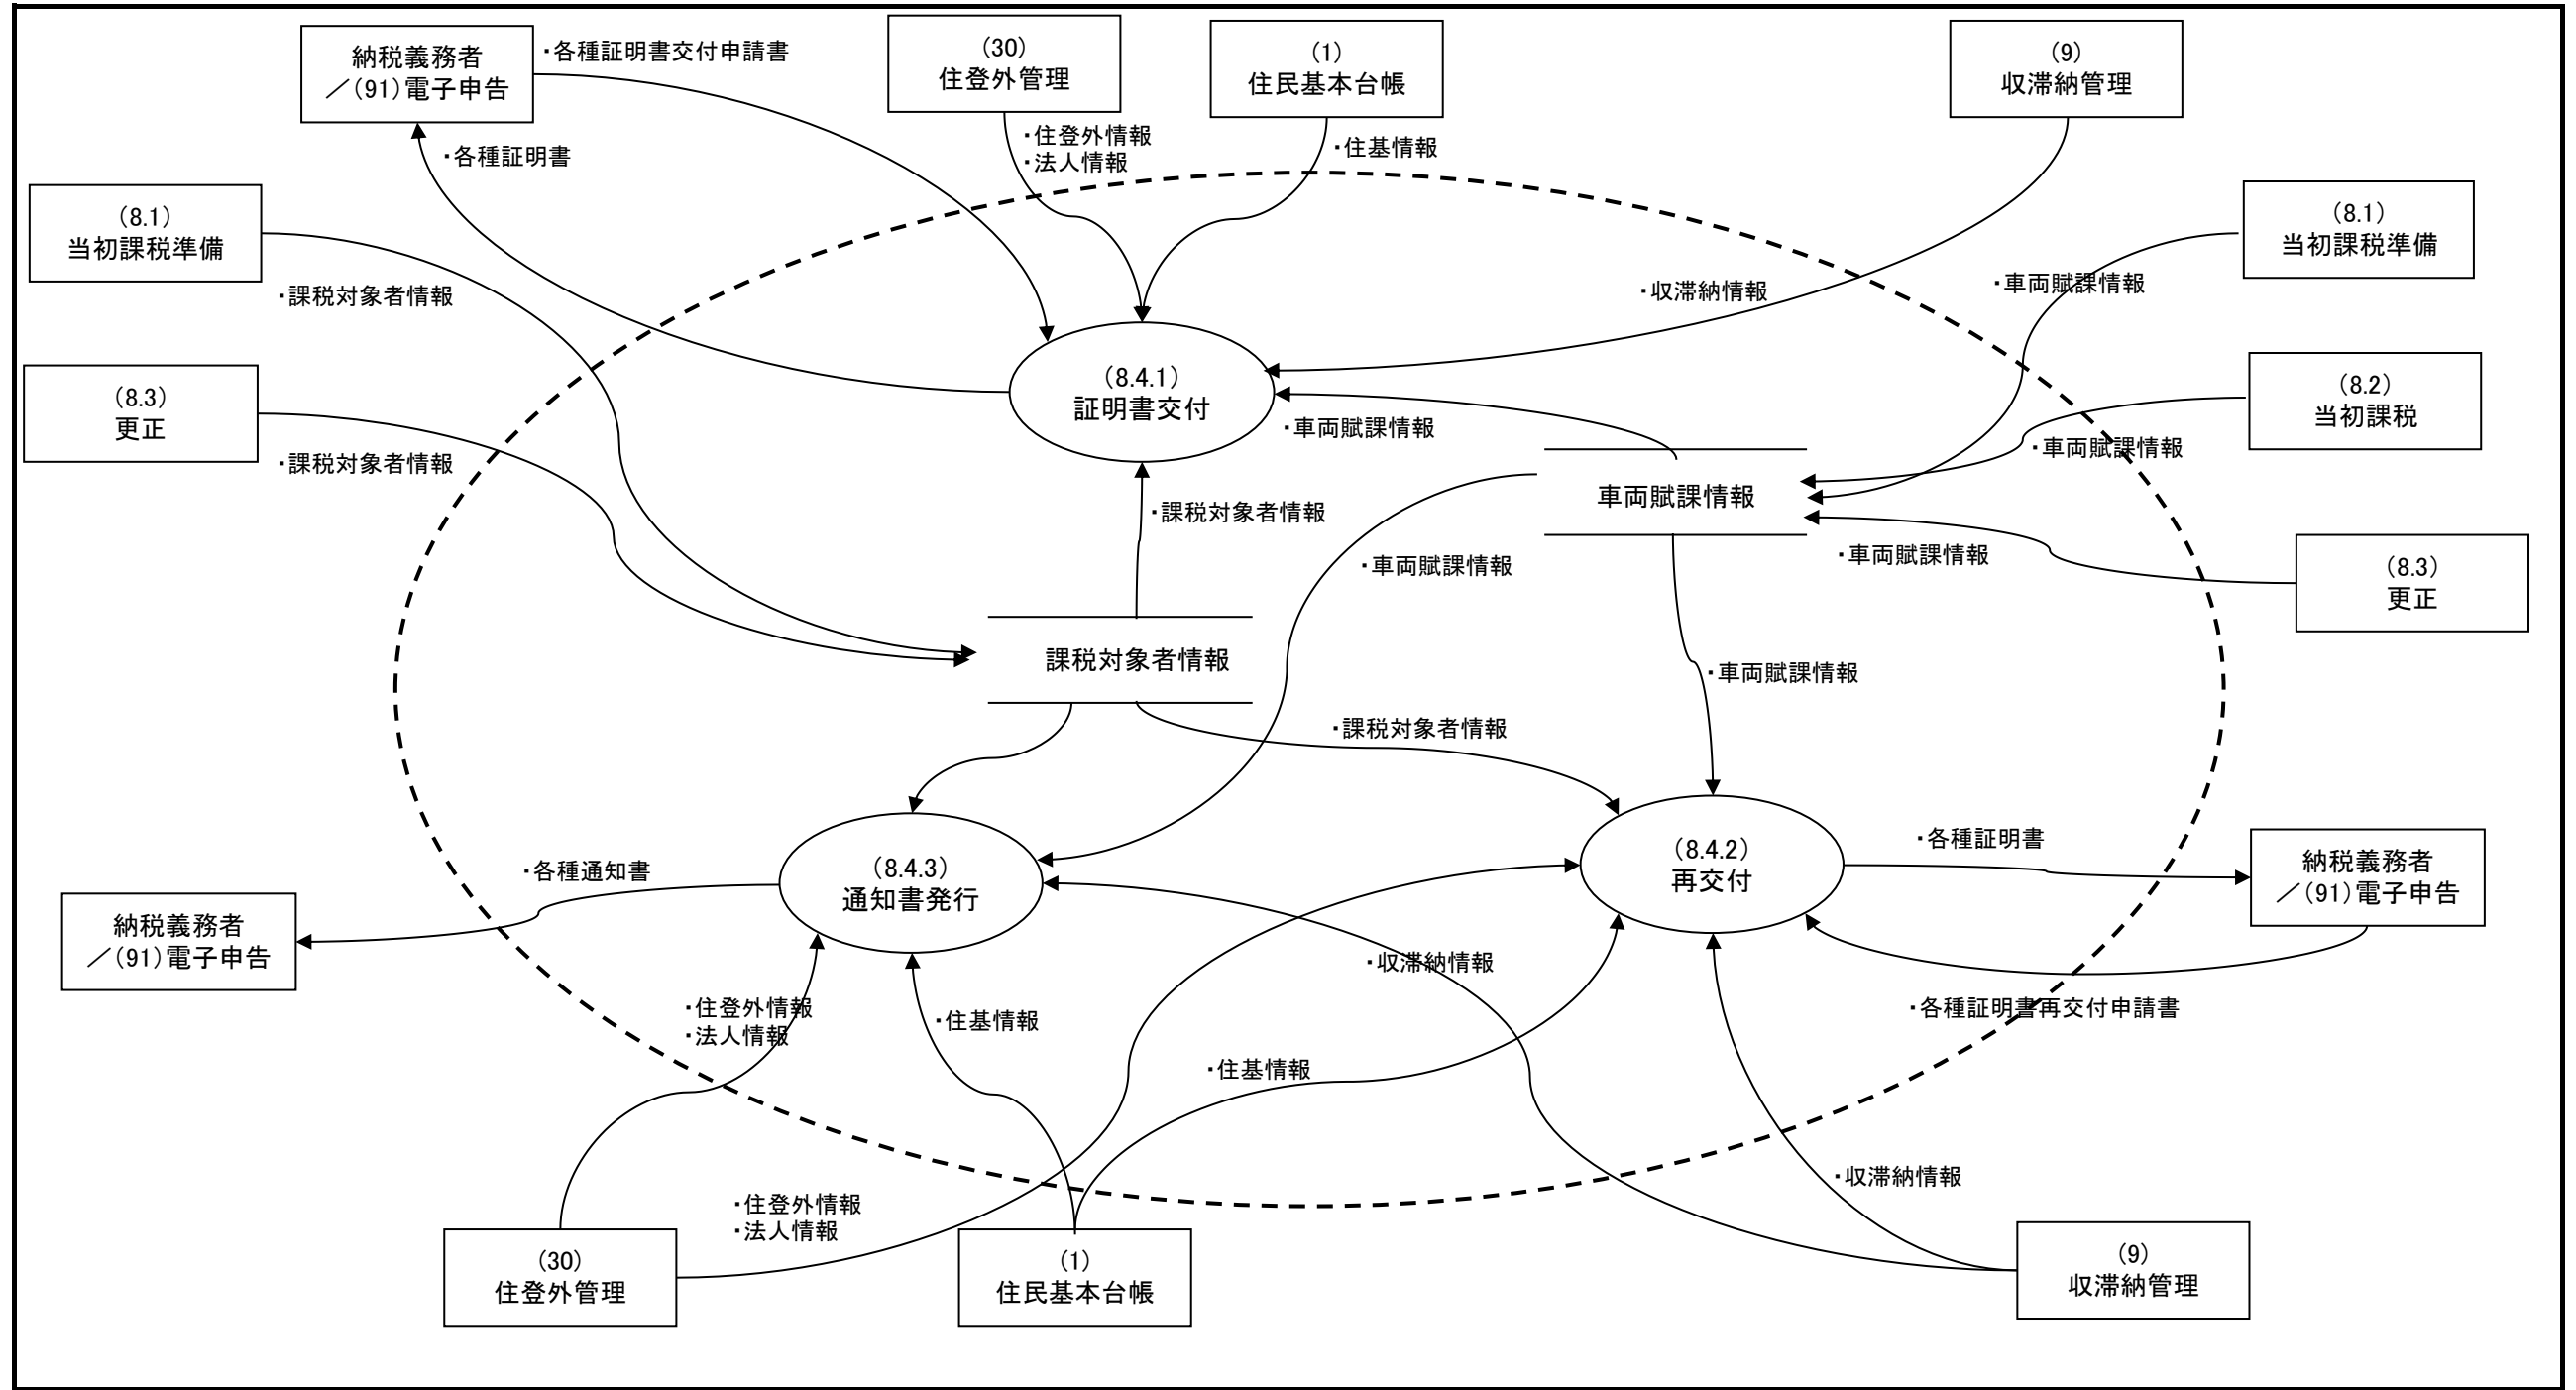 納税義務者
／(91)電子申告
・各種証明書交付申請書
(30)
住登外管理
(1)
住民基本台帳
(9)
収滞納管理
・各種証明書
・住登外情報
・法人情報
・住基情報
(8.1)
当初課税準備
(8.1)
当初課税準備
・課税対象者情報
・収滞納情報
・車両賦課情報
(8.3)
更正
(8.4.1)
証明書交付
(8.2)
当初課税
・課税対象者情報
・車両賦課情報
・車両賦課情報
車両賦課情報
・課税対象者情報
・車両賦課情報
・車両賦課情報
(8.3)
更正
課税対象者情報
・車両賦課情報
・課税対象者情報
・各種通知書
(8.4.3)
通知書発行
(8.4.2)
再交付
・各種証明書
納税義務者
／(91)電子申告
納税義務者
／(91)電子申告
・収滞納情報
・住登外情報
・法人情報
・住基情報
・各種証明書再交付申請書
・住基情報
・収滞納情報
・住登外情報
・法人情報
(30)
住登外管理
(1)
住民基本台帳
(9)
収滞納管理